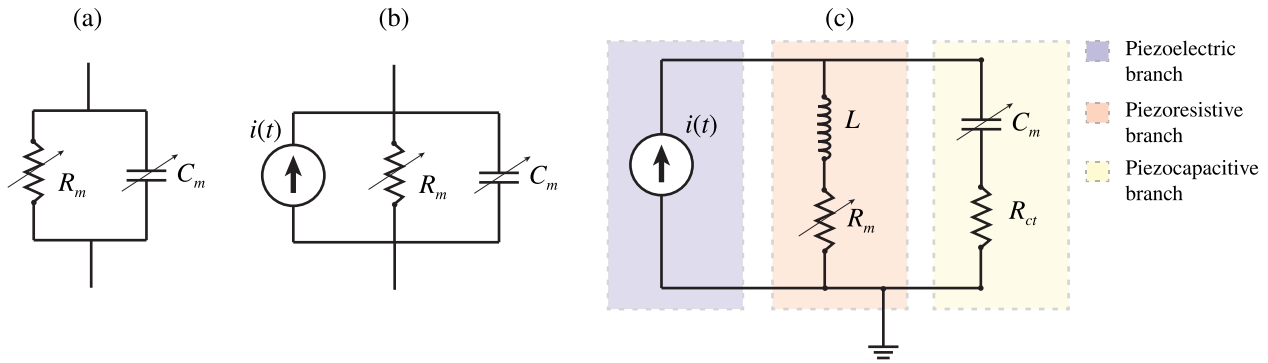 (a)
(b)
(c)
R_m
C_m
i(t)
R_m
C_m
i(t)
L
R_m
C_m
R_ct
Piezoelectric
branch
Piezoresistive
branch
Piezocapacitive
branch